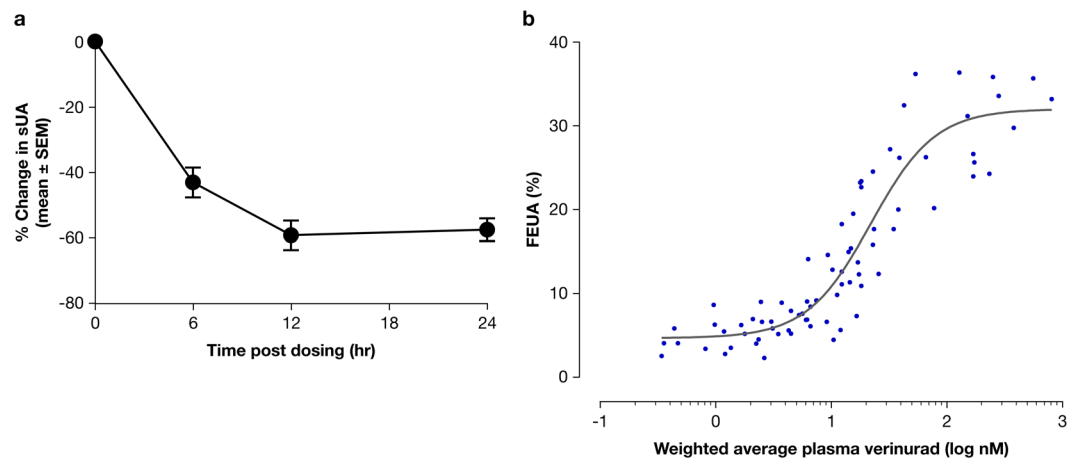 a
% Change in sUA
(mean ± SEM)
0
-20
-40
-60
-80
0
6
12
18
24
Time post dosing (hr)
b
FEUA (%)
40
30
20
10
0
-1
0
1
2
3
Weighted average plasma verinurad (log nM)